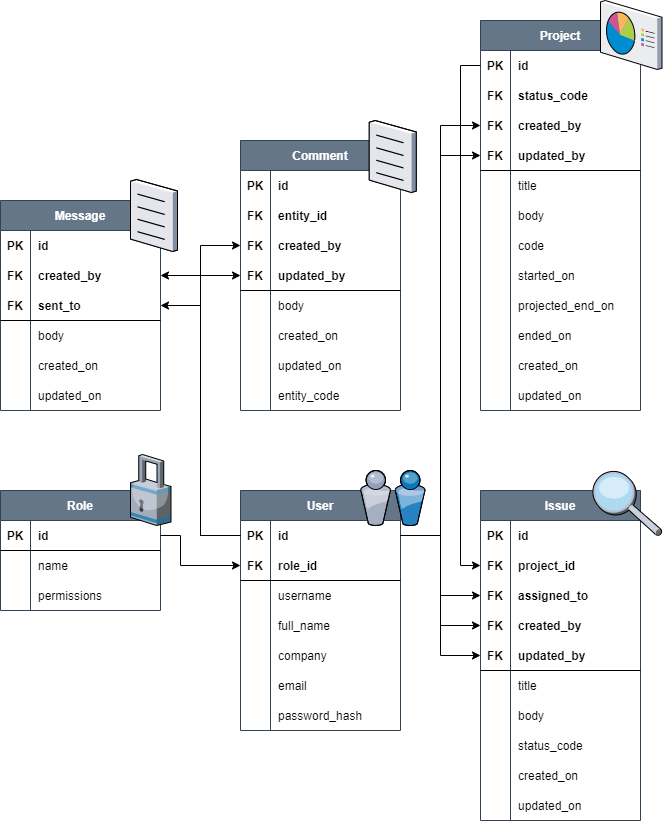 Project
PK id
FK status_code
FK created_by
FK updated_by
title
body
code
started_on
projected_end_on
ended_on
created_on
updated_on
Comment
PK id
FK entity_id
FK created_by
FK updated_by
body
created_on
updated_on
entity_code
Message
PK id
FK created_by
FK sent_to
body
created_on
updated_on
Role
PK id
name
permissions
User
PK id
FK role_id
username
full_name
company
email
password_hash
Issue
PK id
FK project_id
FK assigned_to
FK created_by
FK updated_by
title
body
status_code
created_on
updated_on